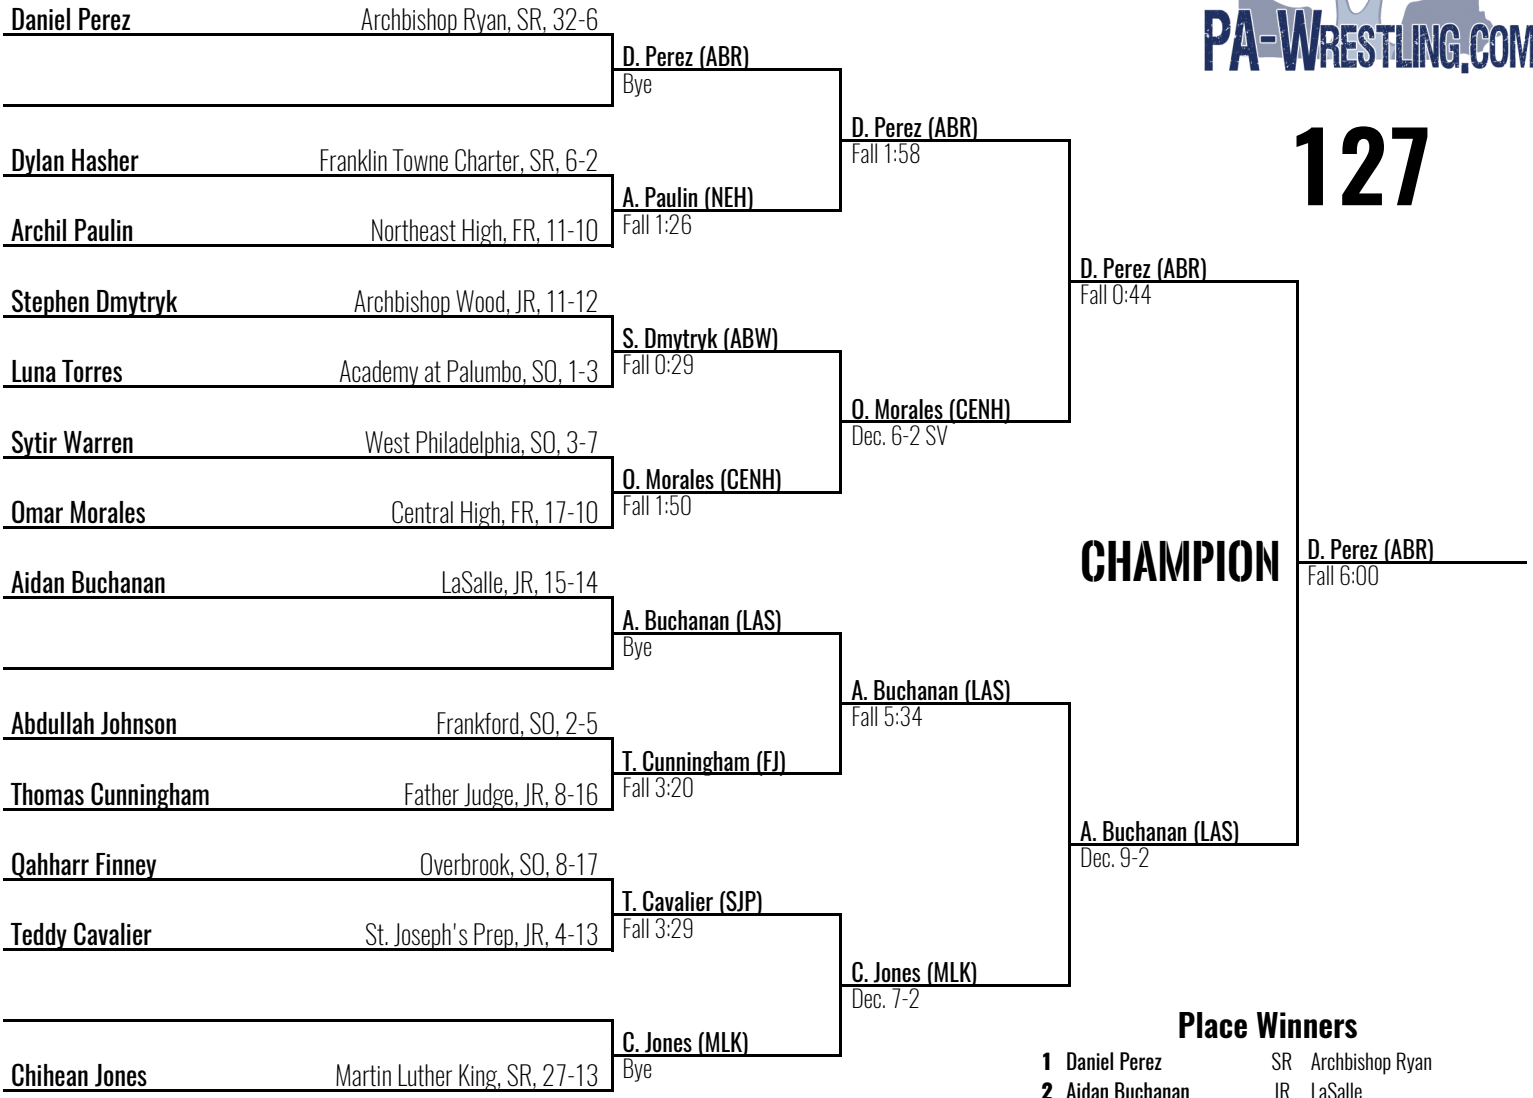 Daniel Perez Archbishop Ryan, SR, 32-6
PA-WRESTLING.COM
D. Perez (ABR)
Bye
127
D. Perez (ABR)
Fall 1:58
Dylan Hasher Franklin Towne Charter, SR, 6-2
A. Paulin (NEH)
Fall 1:26
Archil Paulin Northeast High, FR, 11-10
D. Perez (ABR)
Fall 0:44
Stephen Dmytryk Archbishop Wood, JR, 11-12
S. Dmytryk (ABW)
Fall 0:29
Luna Torres Academy at Palumbo, SO, 1-3
O. Morales (CENH)
Dec. 6-2 SV
Sytir Warren West Philadelphia, SO, 3-7
O. Morales (CENH)
Fall 1:50
Omar Morales Central High, FR, 17-10
CHAMPION
D. Perez (ABR)
Fall 6:00
Aidan Buchanan LaSalle, JR, 15-14
A. Buchanan (LAS)
Bye
A. Buchanan (LAS)
Fall 5:34
Abdullah Johnson Frankford, SO, 2-5
T. Cunningham (FJ)
Fall 3:20
Thomas Cunningham Father Judge, JR, 8-16
A. Buchanan (LAS)
Dec. 9-2
Qahharr Finney Overbrook, SO, 8-17
T. Cavalier (SJP)
Fall 3:29
Teddy Cavalier St. Joseph's Prep, JR, 4-13
C. Jones (MLK)
Dec. 7-2
C. Jones (MLK)
Bye
Chihean Jones Martin Luther King, SR, 27-13
Place Winners
1 Daniel Perez SR Archbishop Ryan
2 Aidan Buchanan JR LaSalle